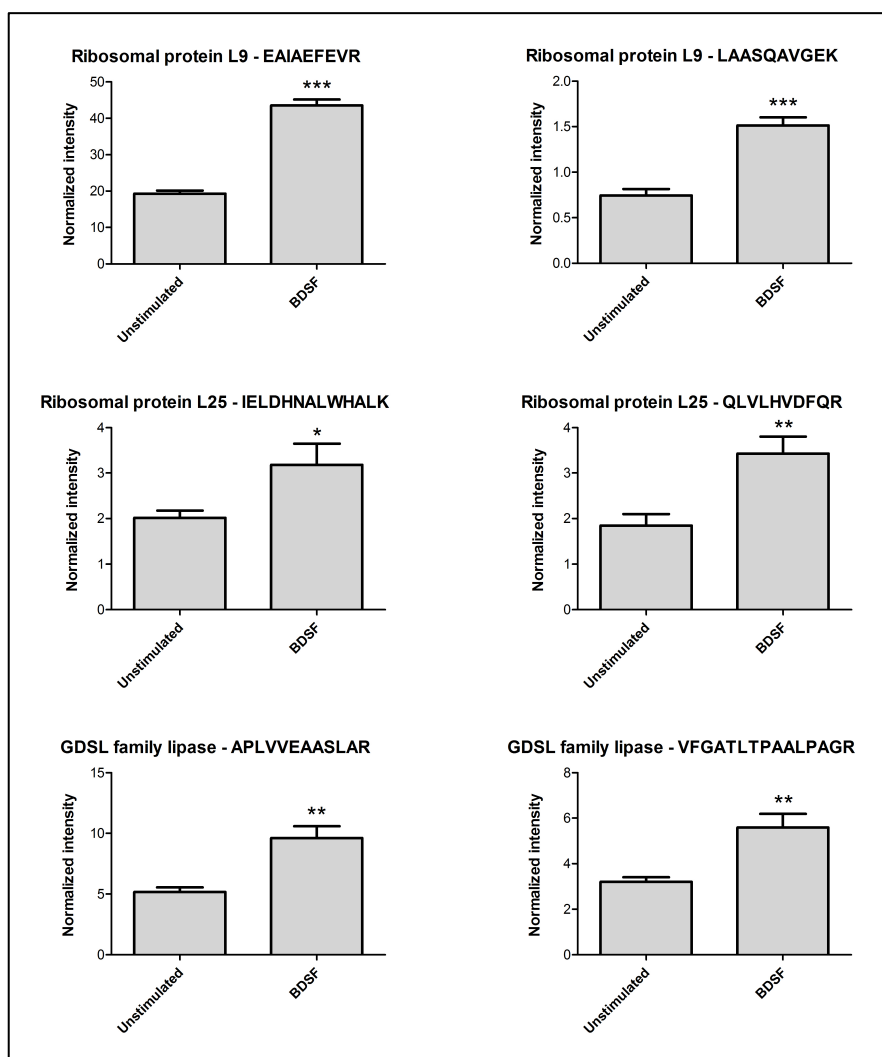 Ribosomal protein L9 - EAIAEFEVR
50
40
30
20
10
0
Normalized intensity
***
Unstimulated
BDSF
Ribosomal protein L9 - LAASQAVGEK
2.0
1.5
1.0
0.5
0.0
Normalized intensity
***
Unstimulated
BDSF
Ribosomal protein L25 - IELDHNALWHALK
4
3
2
1
0
Normalized intensity
*
Unstimulated
BDSF
Ribosomal protein L25 - QLVLHVDFQR
4
3
2
1
0
Normalized intensity
**
Unstimulated
BDSF
GDSL family lipase - APLVVEAASLAR
15
10
5
0
Normalized intensity
**
Unstimulated
BDSF
GDSL family lipase - VFGATLTPAALPAGR
8
6
4
2
0
Normalized intensity
**
Unstimulated
BDSF